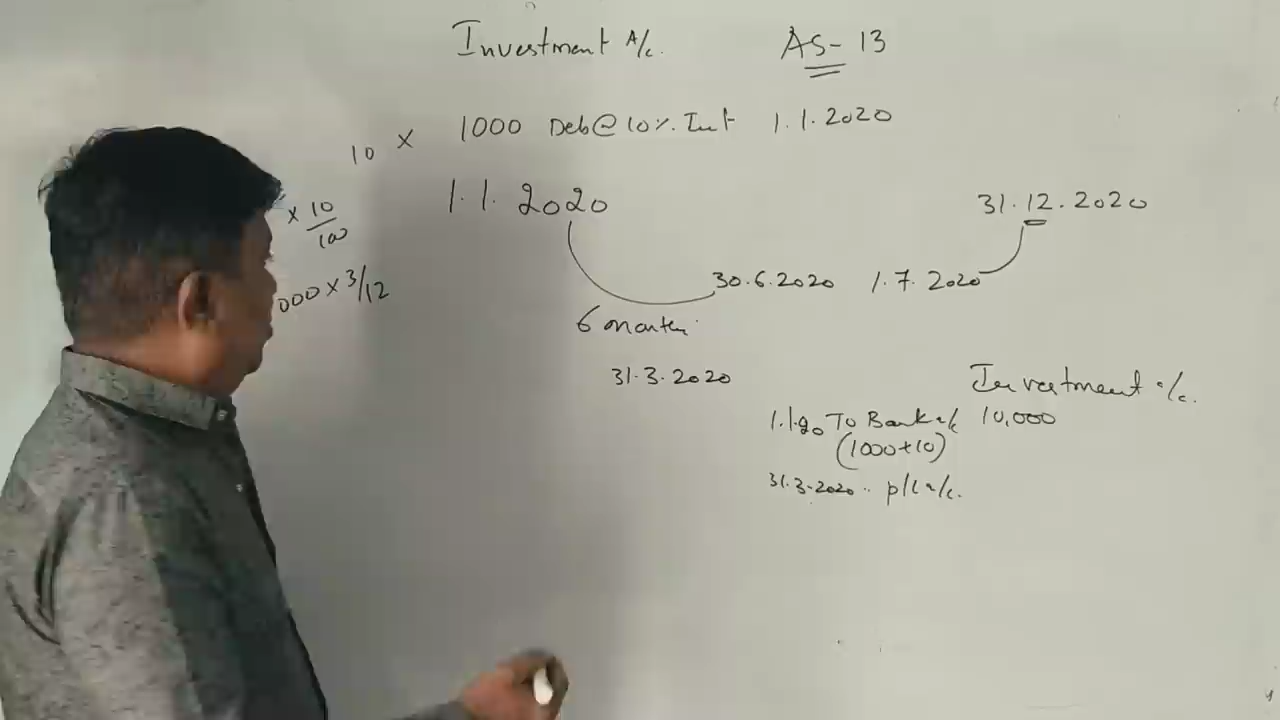 Investment A/c. AS-13
10 × 1000 Deb@10%. Int 1.1.2020
× 10/100
1.1.2020 31.12.2020
000 × 3/12
30.6.2020 1.7.2020
6 months
31.3.2020
Investment a/c.
1.1.20 To Bank a/c 10,000
(1000×10)
31.3.2020 .. p/l a/c.